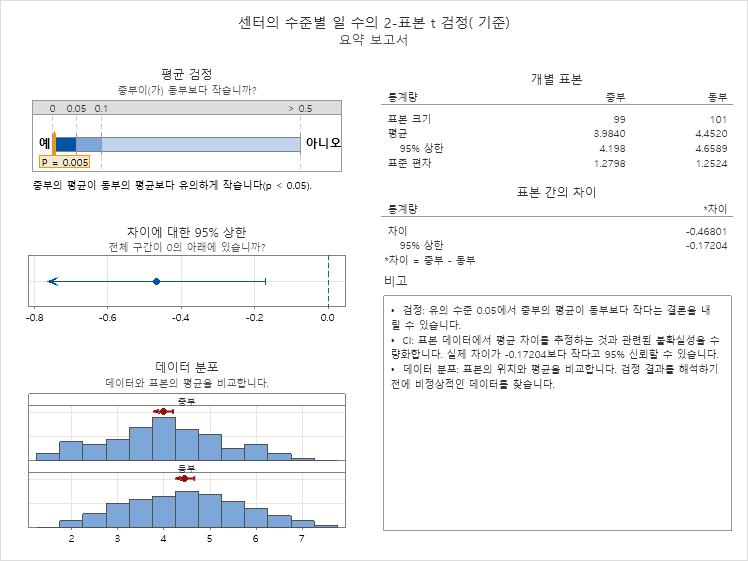 센터의 수준별 일 수의 2-표본 t 검정( 기준)
요약 보고서
평균 검정
중부이(가) 동부보다 작습니까?
0 0.05 0.1 > 0.5
예 아니오
P = 0.005
중부의 평균이 동부의 평균보다 유의하게 작습니다(p < 0.05).
차이에 대한 95% 상한
전체 구간이 0의 아래에 있습니까?
-0.8 -0.6 -0.4 -0.2 0.0
데이터 분포
데이터와 표본의 평균을 비교합니다.
중부
동부
2 3 4 5 6 7
개별 표본
통계량 중부 동부
표본 크기 99 101
평균 3.9840 4.4520
95% 상한 4.198 4.6589
표준 편차 1.2798 1.2524
표본 간의 차이
통계량 *차이
차이 -0.46801
95% 상한 -0.17204
*차이 = 중부 - 동부
비고
• 검정: 유의 수준 0.05에서 중부의 평균이 동부보다 작다는 결론을 내
릴 수 있습니다.
• CI: 표본 데이터에서 평균 차이를 추정하는 것과 관련된 불확실성을 수
량화합니다. 실제 차이가 -0.17204보다 작다고 95% 신뢰할 수 있습니다.
• 데이터 분포: 표본의 위치와 평균을 비교합니다. 검정 결과를 해석하기
전에 비정상적인 데이터를 찾습니다.